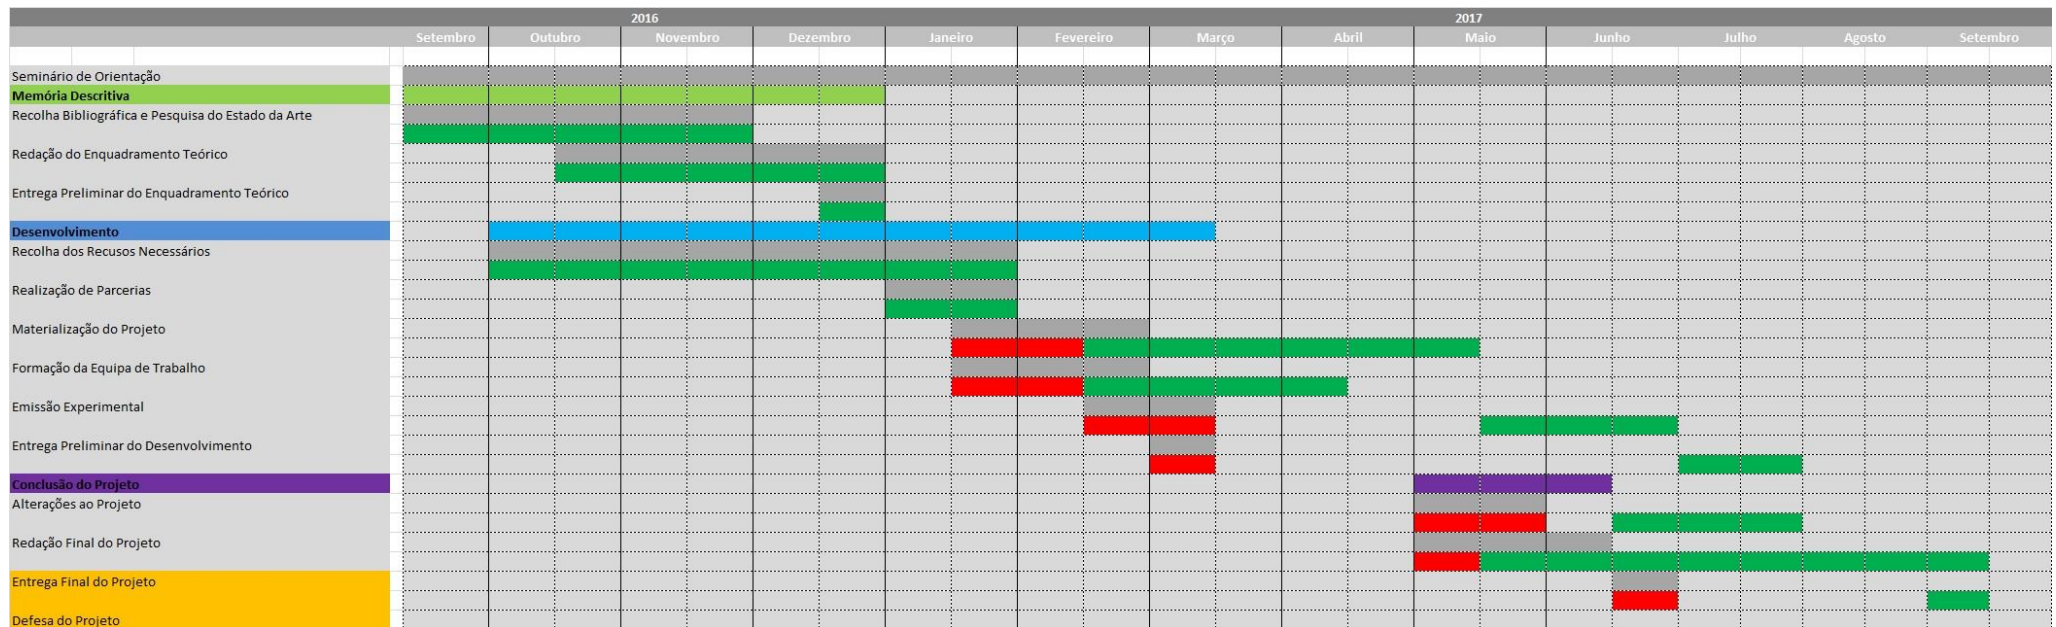 2016 2017
Setembro Outubro Novembro Dezembro Janeiro Fevereiro Março Abril Maio Junho Julho Agosto Setembro
Seminário de Orientação
Memória Descritiva
Recolha Bibliográfica e Pesquisa do Estado da Arte
Redação do Enquadramento Teórico
Entrega Preliminar do Enquadramento Teórico
Desenvolvimento
Recolha dos Recusos Necessários
Realização de Parcerias
Materialização do Projeto
Formação da Equipa de Trabalho
Emissão Experimental
Entrega Preliminar do Desenvolvimento
Conclusão do Projeto
Alterações ao Projeto
Redação Final do Projeto
Entrega Final do Projeto
Defesa do Projeto